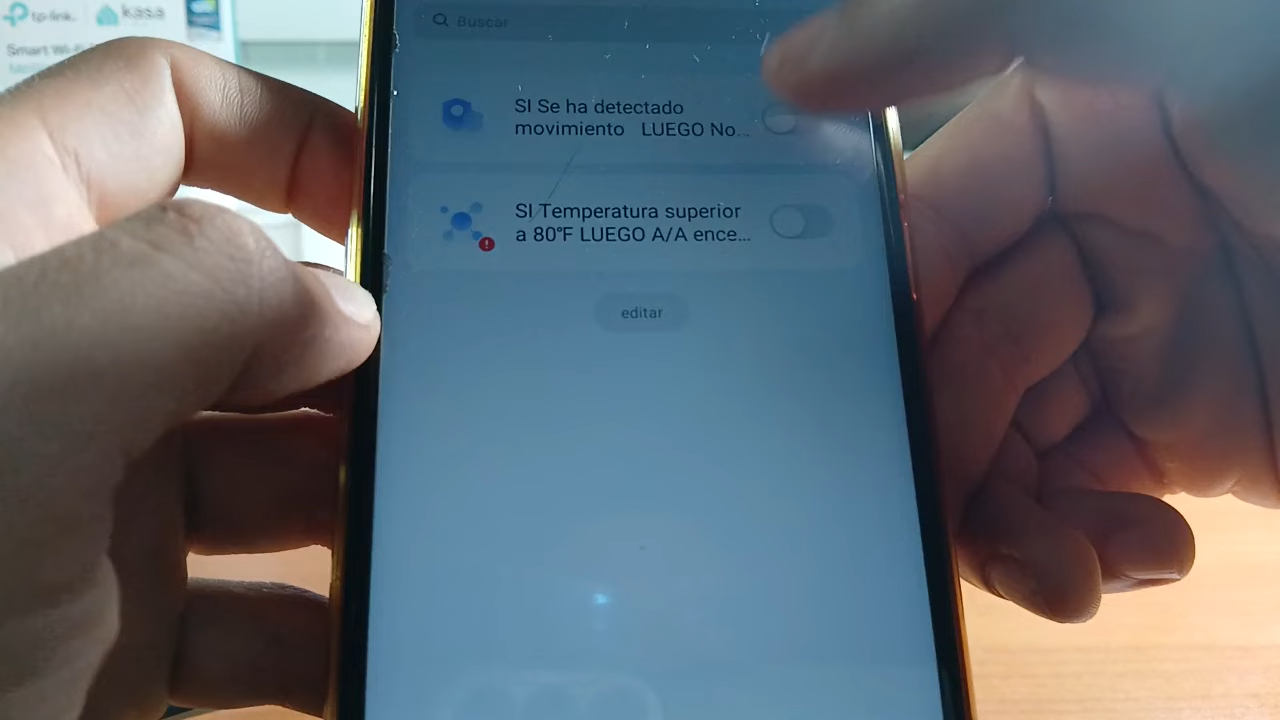 tp-link
kasa
Smart Wi-Fi
Buscar
SI Se ha detectado
movimiento LUEGO No...
SI Temperatura superior
a 80°F LUEGO A/A ence...
editar